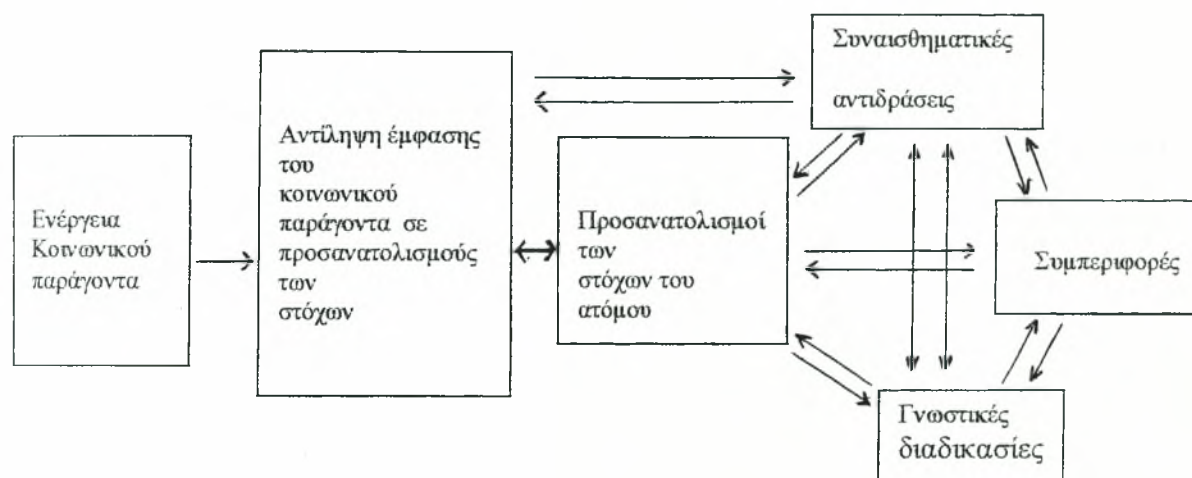 Ενέργεια
Κοινωνικού
παράγοντα
Αντίληψη έμφασης
του
κοινωνικού
παράγοντα σε
προσανατολισμούς
των
στόχων
Προσανατολισμοί
των
στόχων του
ατόμου
Συναισθηματικές
αντιδράσεις
Συμπεριφορές
Γνωστικές
διαδικασίες